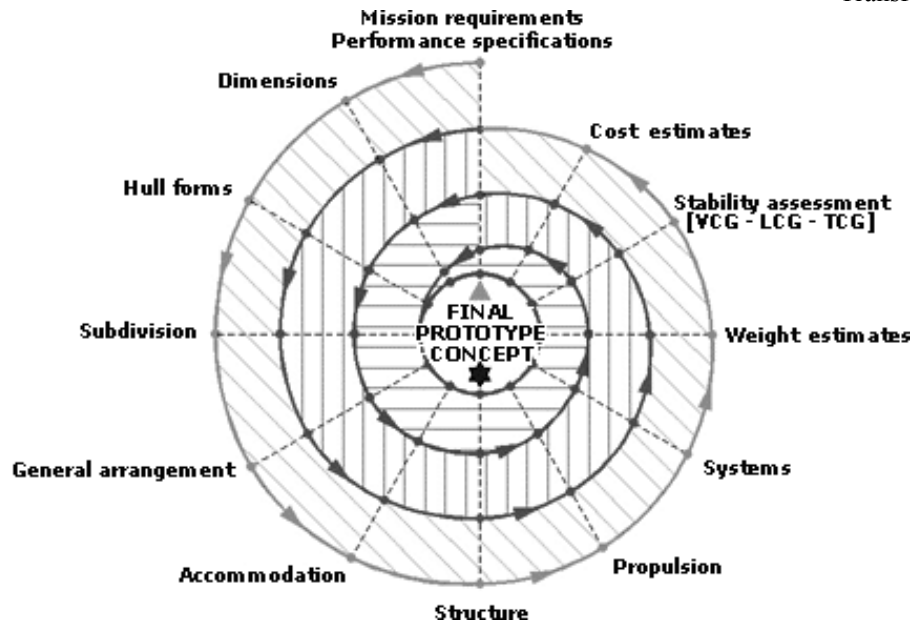 Mission requirements
Performance specifications
Dimensions
Cost estimates
Hull forms
Stability assessment
[VCG - LCG - TCG]
FINAL
PROTOTYPE
CONCEPT
Subdivision
Weight estimates
General arrangement
Systems
Accommodation
Propulsion
Structure